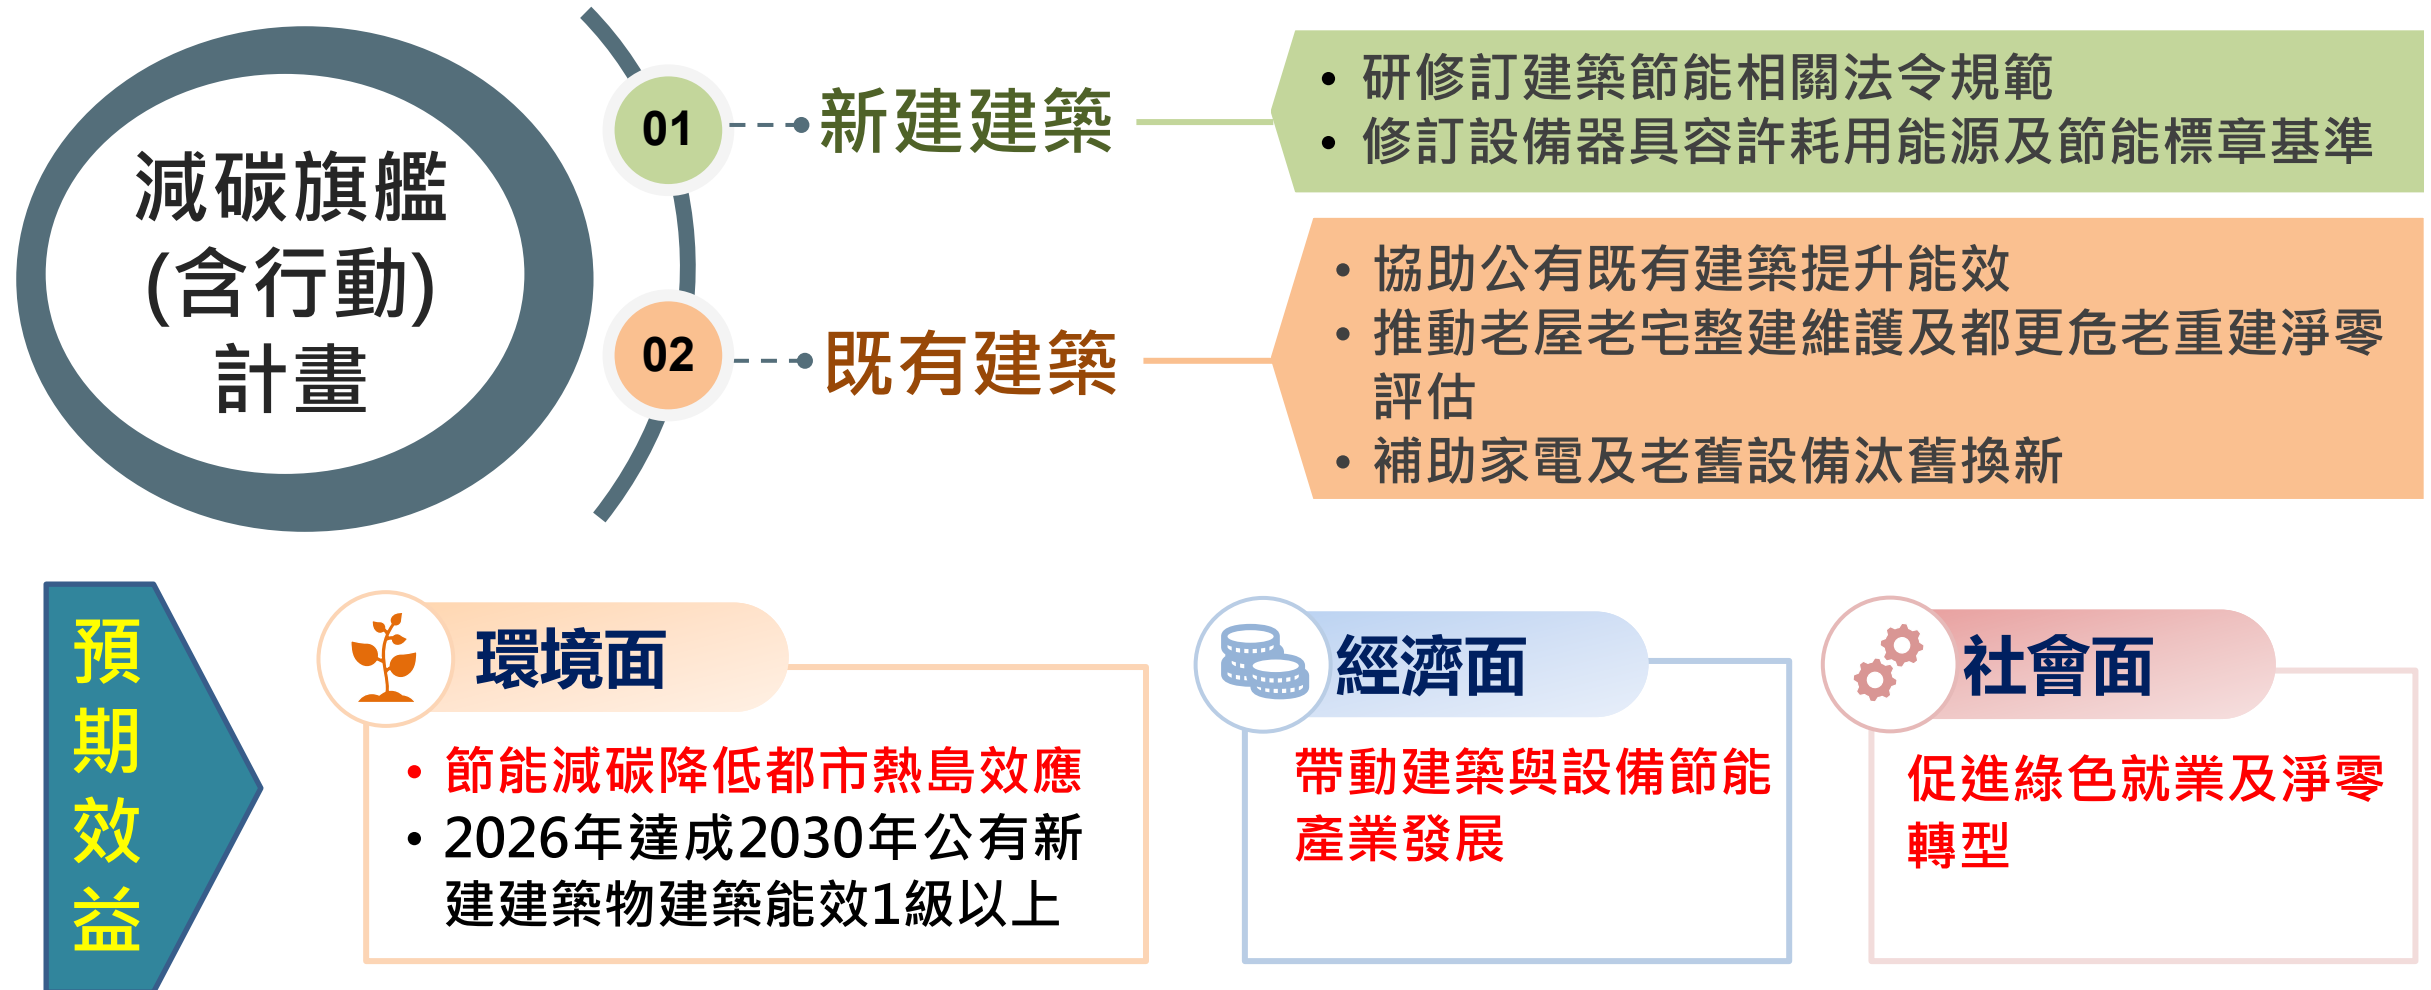 減碳旗艦
(含行動)
計畫
01
新建建築
• 研修訂建築節能相關法令規範
• 修訂設備器具容許耗用能源及節能標章基準
02
既有建築
• 協助公有既有建築提升能效
• 推動老屋老宅整建維護及都更危老重建淨零
評估
• 補助家電及老舊設備汰舊換新
預期效益
環境面
• 節能減碳降低都市熱島效應
• 2026年達成2030年公有新
建建築物建築能效1級以上
經濟面
帶動建築與設備節能
產業發展
社會面
促進綠色就業及淨零
轉型